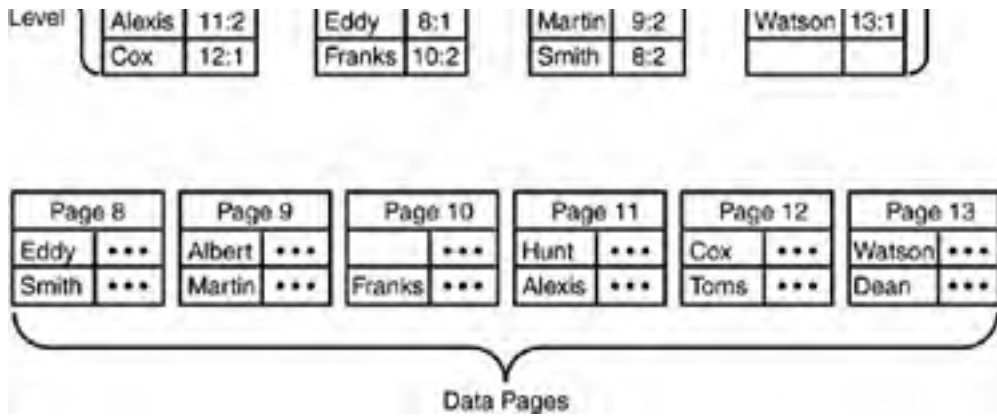 Level Alexis 11:2 Eddy 8:1 Martin 9:2 Watson 13:1
Cox 12:1 Franks 10:2 Smith 8:2
Page 8 Page 9 Page 10 Page 11 Page 12 Page 13
Eddy ••• Albert ••• ••• Hunt ••• Cox ••• Watson •••
Smith ••• Martin ••• Franks ••• Alexis ••• Toms ••• Dean •••
Data Pages